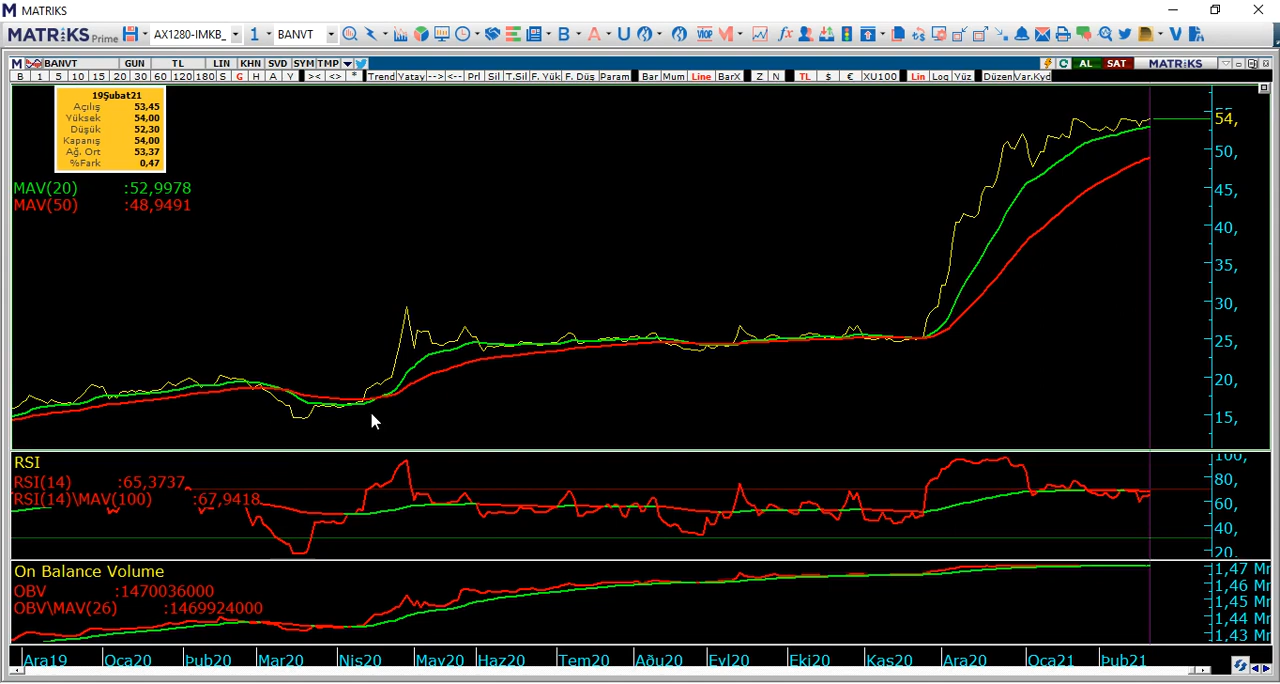 MATRIKS
MATRIKS Prime AX1280-IMKB_ 1 BANVT
BANVT GUN TL LIN KHN SVD SYM TMP AL SAT MATRIKS
B 1 5 10 15 20 30 60 120 180 S G H A Y >< <> * Trend Yatay --> <-- Prl Sil T.Sil F. Yük F. Düş Param Bar Mum Line BarX Z N TL $ € XU100 Lin Log Yüz Düzen Var.Kyd
19Şubat21
Açılış 53,45
Yüksek 54,00
Düşük 52,30
Kapanış 54,00
Ağ. Ort 53,37
%Fark 0,47
MAV(20) :52,9978
MAV(50) :48,9491
54,
50,
45,
40,
35,
30,
25,
20,
15,
RSI
RSI(14) :65,3737
RSI(14)\MAV(100) :67,9418
100,
80,
60,
40,
20,
On Balance Volume
OBV :1470036000
OBV\MAV(26) :1469924000
1,47 Mr
1,46 Mr
1,45 Mr
1,44 Mr
1,43 Mr
Ara19 Oca20 Þub20 Mar20 Nis20 May20 Haz20 Tem20 Aðu20 Eyl20 Eki20 Kas20 Ara20 Oca21 Þub21